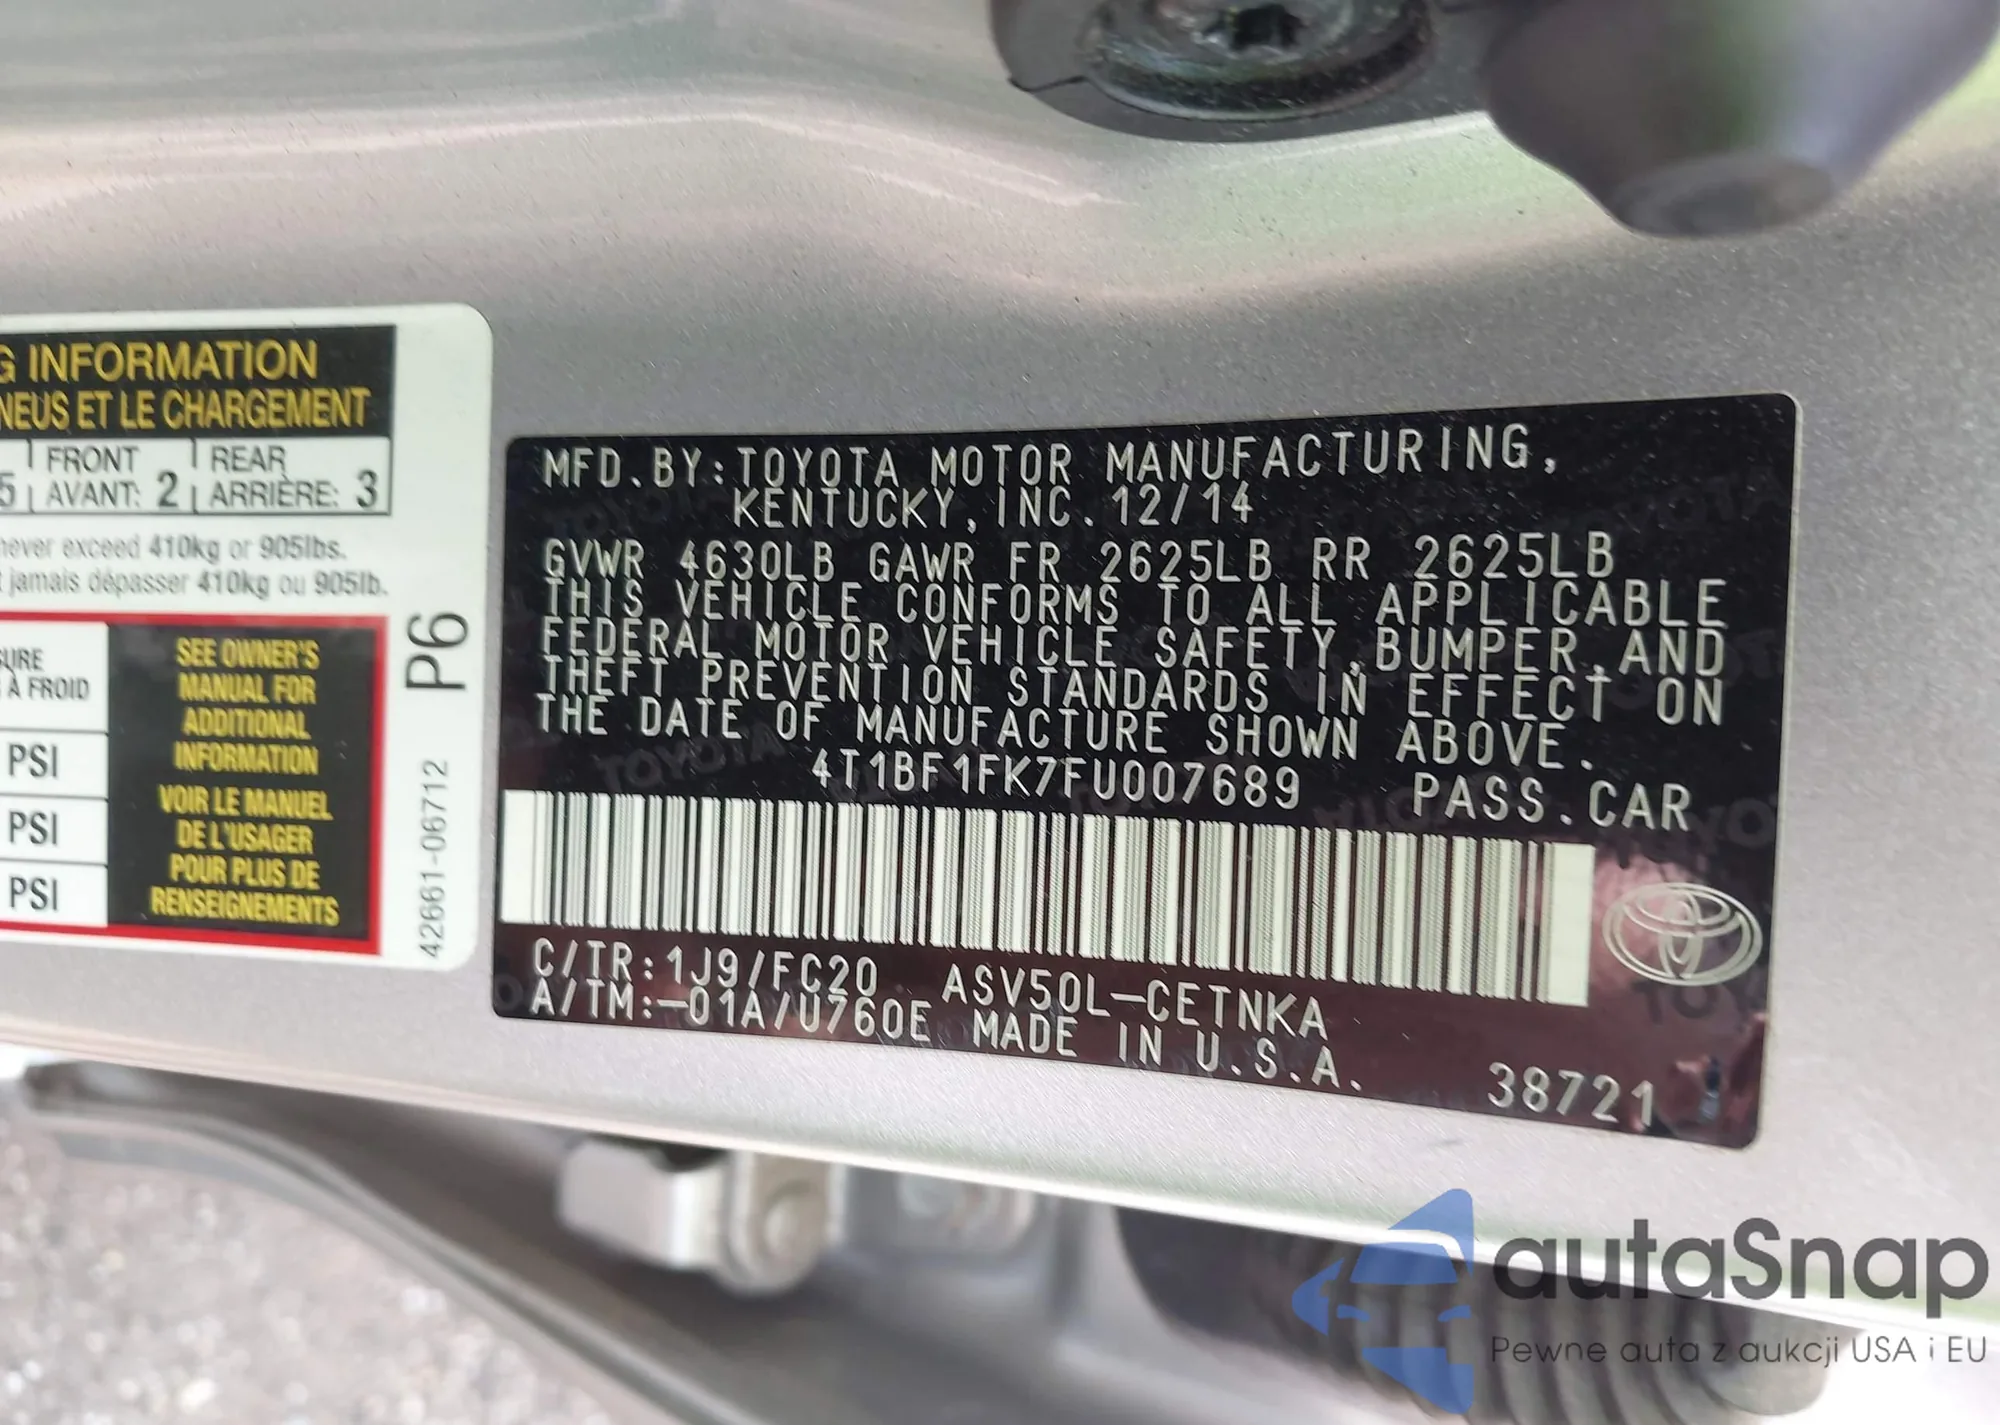 G INFORMATION
NEUS ET LE CHARGEMENT
5 FRONT REAR
AVANT: 2 ARRIÈRE: 3
never exceed 410kg or 905lbs.
jamais dépasser 410kg ou 905lb.
SURE
À FROID
PSI
PSI
PSI
SEE OWNER'S
MANUAL FOR
ADDITIONAL
INFORMATION
VOIR LE MANUEL
DE L'USAGER
POUR PLUS DE
RENSEIGNEMENTS
P6
42661-06712
MFD.BY:TOYOTA MOTOR MANUFACTURING,
KENTUCKY,INC.12/14
GVWR 4630LB GAWR FR 2625LB RR 2625LB
THIS VEHICLE CONFORMS TO ALL APPLICABLE
FEDERAL MOTOR VEHICLE SAFETY,BUMPER,AND
THEFT PREVENTION STANDARDS IN EFFECT ON
THE DATE OF MANUFACTURE SHOWN ABOVE.
4T1BF1FK7FU007689 PASS.CAR
C/TR:1J9/FC20 ASV50L-CETNKA
A/TM:-01A/U760E MADE IN U.S.A.
38721
autaSnap
Pewne auta z aukcji USA i EU